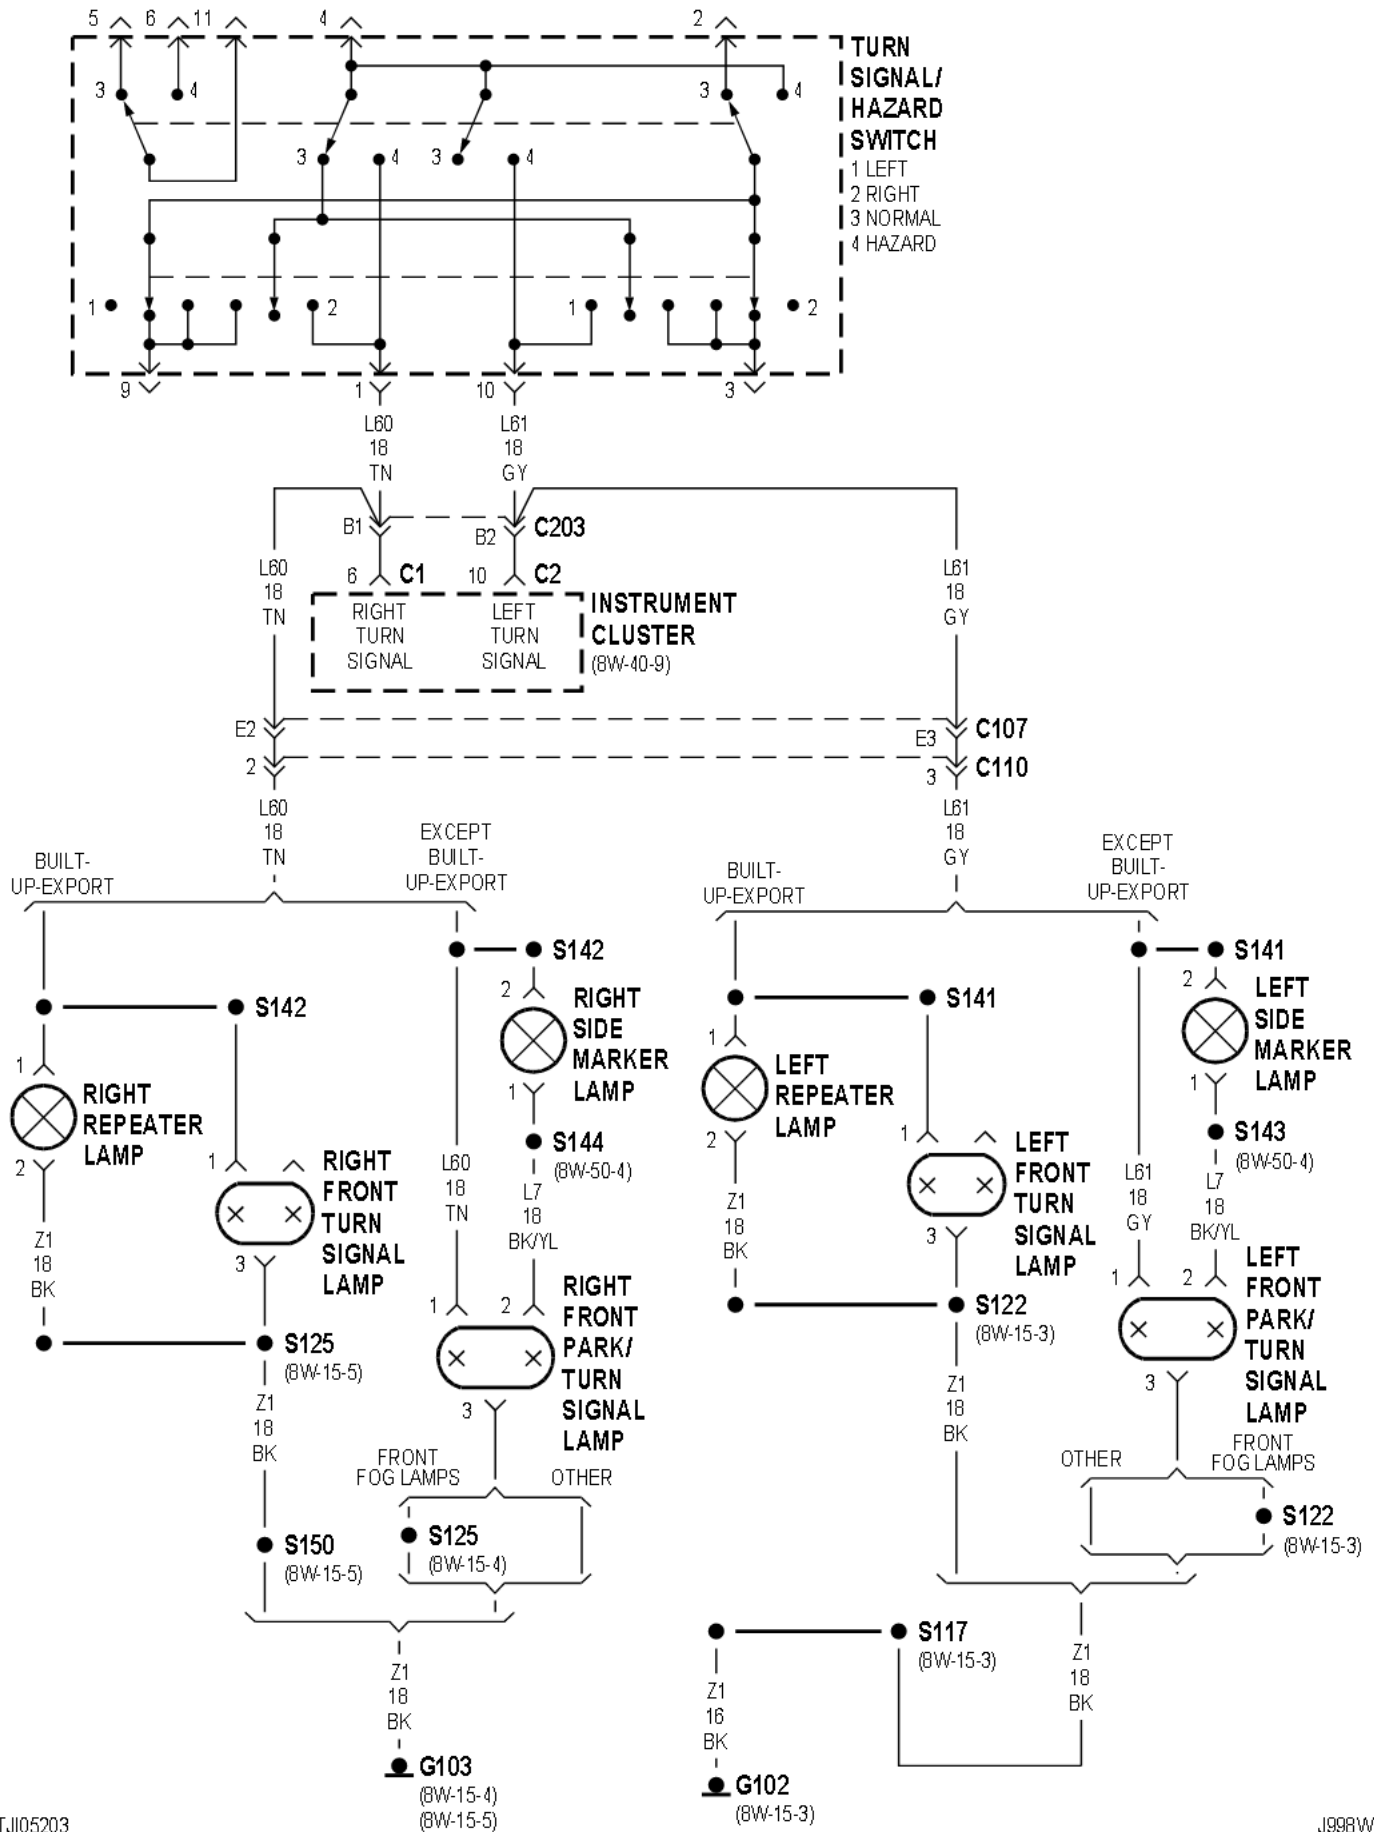 5 6 11 4 2
TURN
SIGNAL/
HAZARD
SWITCH
1 LEFT
2 RIGHT
3 NORMAL
4 HAZARD
3 4 3 4
3 4 3 4
1 2 1 2
9 1 10 3
L60
18
TN
L61
18
GY
B1 B2 C203
6 C1 10 C2
RIGHT
TURN
SIGNAL
LEFT
TURN
SIGNAL
INSTRUMENT
CLUSTER
(8W-40-9)
L60
18
TN
L61
18
GY
E2 E3 C107
2 3 C110
L60
18
TN
L61
18
GY
BUILT-
UP-EXPORT
EXCEPT
BUILT-
UP-EXPORT
BUILT-
UP-EXPORT
EXCEPT
BUILT-
UP-EXPORT
S142
S142
2
RIGHT
SIDE
MARKER
LAMP
1
S144
(8W-50-4)
L7
18
BK/YL
1
RIGHT
REPEATER
LAMP
2
Z1
18
BK
1
RIGHT
FRONT
TURN
SIGNAL
LAMP
3
S125
(8W-15-5)
Z1
18
BK
S150
(8W-15-5)
L60
18
TN
1 2
RIGHT
FRONT
PARK/
TURN
SIGNAL
LAMP
3
FRONT
FOG LAMPS
OTHER
S125
(8W-15-4)
Z1
18
BK
G103
(8W-15-4)
(8W-15-5)
S141
S141
2
LEFT
SIDE
MARKER
LAMP
1
S143
(8W-50-4)
L7
18
BK/YL
1
LEFT
REPEATER
LAMP
2
Z1
18
BK
1
LEFT
FRONT
TURN
SIGNAL
LAMP
3
S122
(8W-15-3)
Z1
18
BK
L61
18
GY
1 2
LEFT
FRONT
PARK/
TURN
SIGNAL
LAMP
3
OTHER
FRONT
FOG LAMPS
S122
(8W-15-3)
S117
(8W-15-3)
Z1
18
BK
Z1
16
BK
G102
(8W-15-3)
TJI05203
J998W